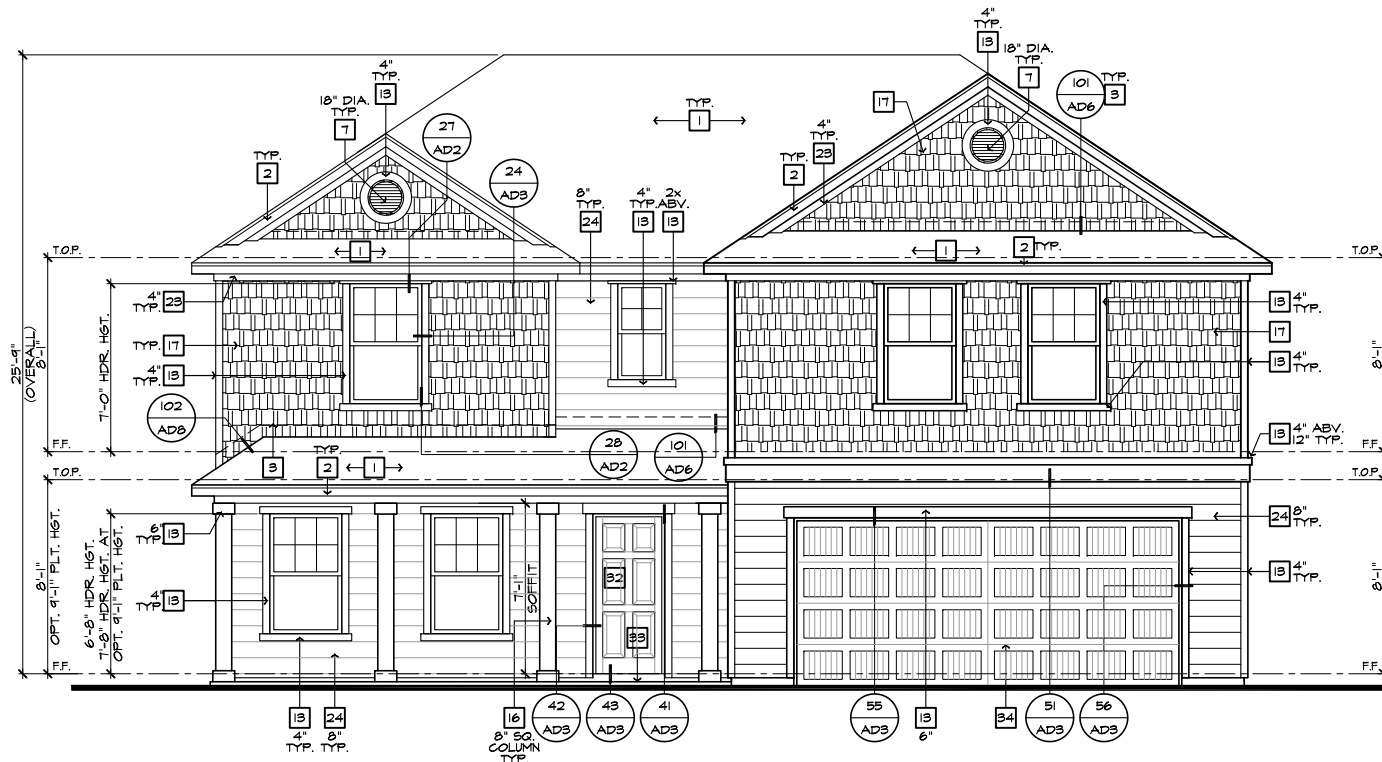 4"
TYP.
13
18" DIA.
TYP.
7
101
AD6
TYP.
3
4"
TYP.
13
18" DIA.
TYP.
7
27
AD2
24
AD3
TYP.
1
17
4"
TYP.
23
TYP.
2
TYP.
2
8"
TYP.
24
4"
TYP.
13
2x
ABV.
13
1
1
2 TYP.
T.O.P.
T.O.P.
4"
TYP. 23
TYP. 17
4"
TYP. 13
13 4"
TYP.
17
13 4"
TYP.
25'-9"
(OVERALL)
8'-1"
7'-0" HDR. HGT.
8'-1"
102
AD8
3
TYP.
2
1
28
AD2
101
AD6
13 4" ABV.
12" TYP.
F.F.
F.F.
T.O.P.
T.O.P.
6"
TYP. 13
4"
TYP. 13
8'-1"
OPT. 9'-1" PLT. HGT.
6'-8" HDR. HGT.
7'-8" HDR. HGT. AT
OPT. 9'-1" PLT. HGT.
7'-1"
SOFFIT
32
33
24 8"
TYP.
13 4"
TYP.
8'-1"
F.F.
F.F.
13
4"
TYP.
24
8"
TYP.
16
8" SQ.
COLUMN
TYP.
42
AD3
43
AD3
41
AD3
55
AD3
13
6"
34
51
AD3
56
AD3